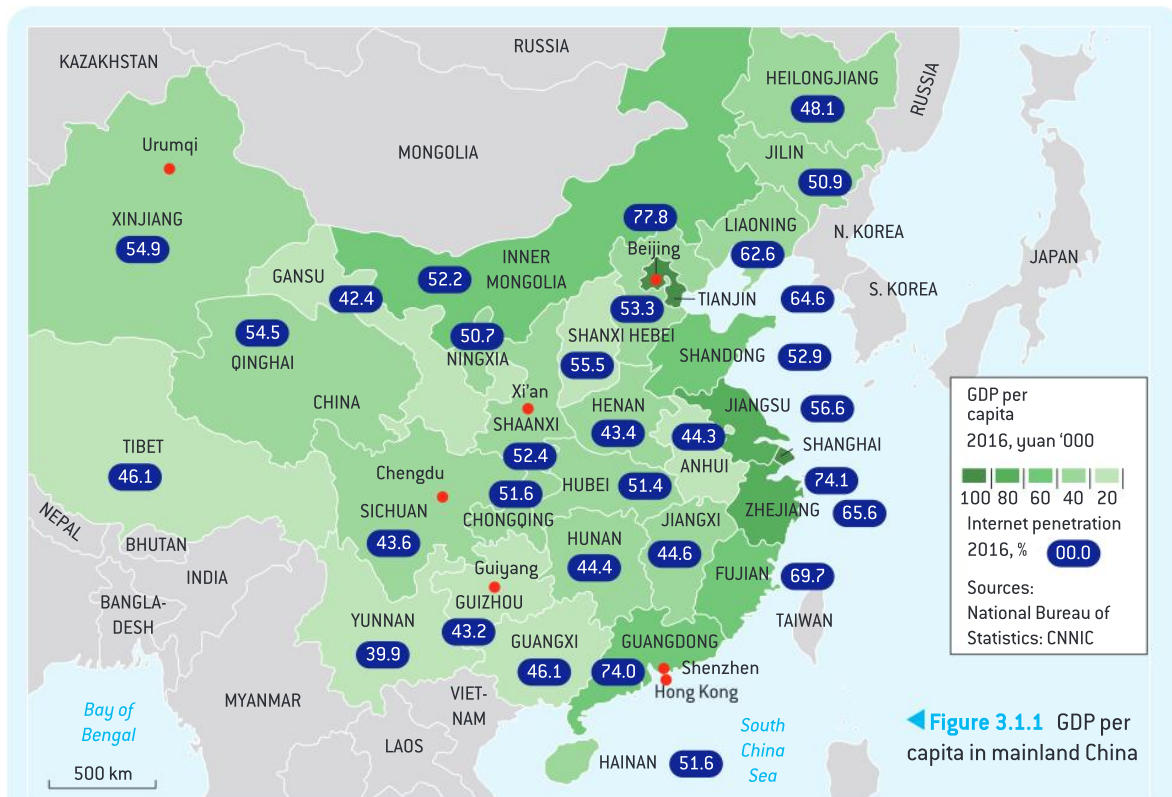 RUSSIA
KAZAKHSTAN
HEILONGJIANG
48.1
RUSSIA
Urumqi
MONGOLIA
JILIN
50.9
XINJIANG
54.9
77.8
Beijing
LIAONING
62.6
N. KOREA
JAPAN
GANSU
42.4
52.2
INNER
MONGOLIA
TIANJIN
64.6
S. KOREA
54.5
QINGHAI
50.7
NINGXIA
53.3
SHANXI HEBEI
55.5
SHANDONG
52.9
CHINA
Xi'an
SHAANXI
52.4
HENAN
43.4
44.3
ANHUI
JIANGSU
56.6
SHANGHAI
74.1
TIBET
46.1
Chengdu
SICHUAN
43.6
51.6
CHONGQING
HUBEI
51.4
ZHEJIANG
65.6
NEPAL
BHUTAN
INDIA
BANGLA-
DESH
Guiyang
GUIZHOU
43.2
HUNAN
44.4
JIANGXI
44.6
FUJIAN
69.7
TAIWAN
YUNNAN
39.9
GUANGXI
46.1
GUANGDONG
74.0
Shenzhen
Hong Kong
MYANMAR
VIET-
NAM
LAOS
Bay of
Bengal
500 km
HAINAN
51.6
South
China
Sea
GDP per
capita
2016, yuan ‘000
100 80 60 40 20
Internet penetration
2016, % 00.0
Sources:
National Bureau of
Statistics: CNNIC
◀ Figure 3.1.1 GDP per
capita in mainland China